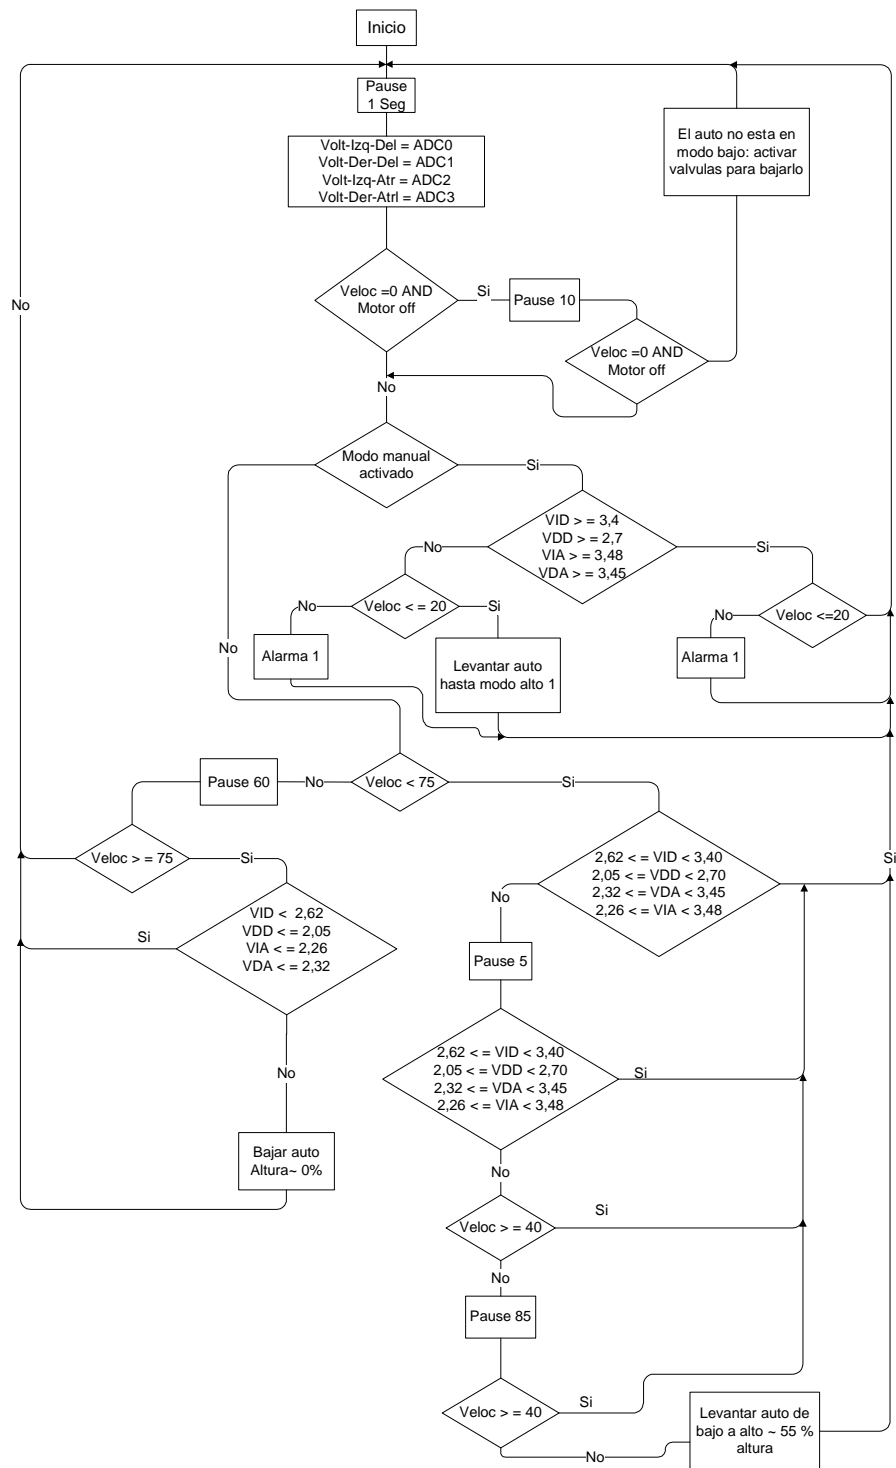 Inicio
Pause
1 Seg
Volt-Izq-Del = ADC0
Volt-Der-Del = ADC1
Volt-Izq-Atr = ADC2
Volt-Der-Atrl = ADC3
El auto no esta en
modo bajo: activar
valvulas para bajarlo
No
Veloc =0 AND
Motor off
Si
Pause 10
Veloc =0 AND
Motor off
No
Modo manual
activado
Si
VID > = 3,4
VDD > = 2,7
VIA > = 3,48
VDA > = 3,45
No
Si
Veloc < = 20
No
Si
Veloc <=20
No
No
Alarma 1
Levantar auto
hasta modo alto 1
Alarma 1
Pause 60
No
Veloc < 75
Si
Veloc > = 75
Si
2,62 < = VID < 3,40
2,05 < = VDD < 2,70
2,32 < = VDA < 3,45
2,26 < = VIA < 3,48
Si
No
VID <  2,62
VDD < = 2,05
VIA < = 2,26
VDA < = 2,32
Si
Pause 5
No
2,62 < = VID < 3,40
2,05 < = VDD < 2,70
2,32 < = VDA < 3,45
2,26 < = VIA < 3,48
Si
Bajar auto
Altura~ 0%
No
Veloc > = 40
Si
No
Pause 85
Veloc > = 40
Si
No
Levantar auto de
bajo a alto ~ 55 %
altura